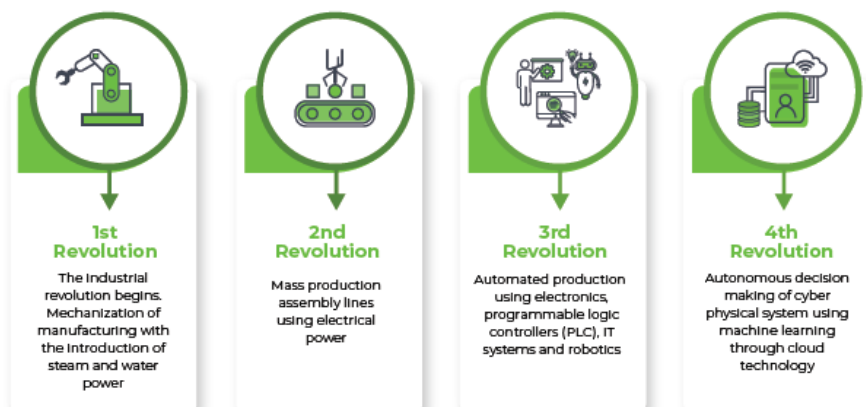 1st
Revolution
The Industrial
revolution begins.
Mechanization of
manufacturing with
the Introduction of
steam and water
power
2nd
Revolution
Mass production
assembly lines
using electrical
power
3rd
Revolution
Automated production
using electronics,
programmable logic
controllers (PLC), IT
systems and robotics
4th
Revolution
Autonomous decision
making of cyber
physical system using
machine learning
through cloud
technology